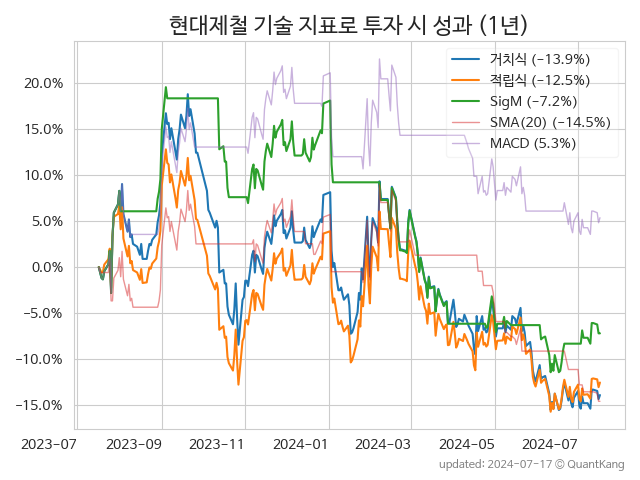 현대제철 기술 지표로 투자 시 성과 (1년)
거치식 (−13.9%)
적립식 (−12.5%)
SigM (−7.2%)
SMA(20) (−14.5%)
MACD (5.3%)
20.0%
15.0%
10.0%
5.0%
0.0%
−5.0%
−10.0%
−15.0%
2023-07 2023-09 2023-11 2024-01 2024-03 2024-05 2024-07
updated: 2024-07-17 © QuantKang